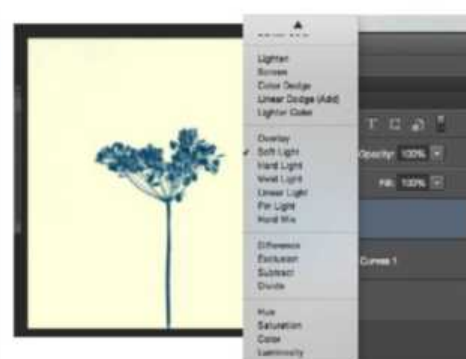 Lighten
Screen
Color Dodge
Linear Dodge (Add)
Lighter Color
Overlay
✓ Soft Light
Hard Light
Vivid Light
Linear Light
Pin Light
Hard Mix
Difference
Exclusion
Subtract
Divide
Hue
Saturation
Color
Luminosity
T
Opacity: 100%
Fill: 100%
Curves 1